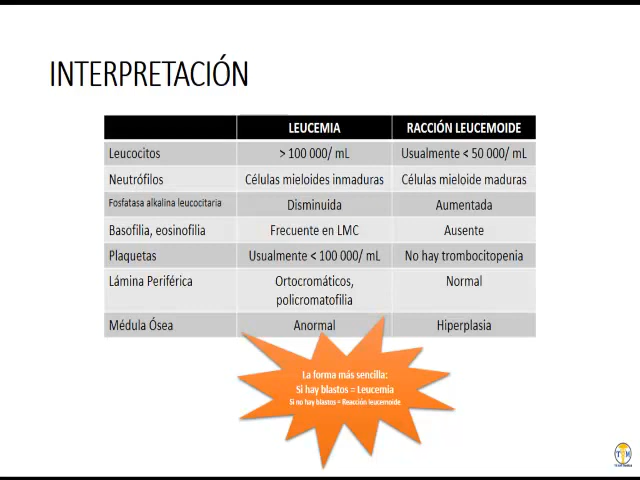 INTERPRETACIÓN
LEUCEMIA RACCIÓN LEUCEMOIDE
Leucocitos > 100 000/ mL Usualmente < 50 000/ mL
Neutrófilos Células mieloides inmaduras Células mieloide maduras
Fosfatasa alkalina leucocitaria Disminuida Aumentada
Basofilia, eosinofilia Frecuente en LMC Ausente
Plaquetas Usualmente < 100 000/ mL No hay trombocitopenia
Lámina Periférica Ortocromáticos, Normal
policromatofilia
Médula Ósea Anormal Hiperplasia
La forma más sencilla:
Si hay blastos = Leucemia
Si no hay blastos = Reacción leucemoide